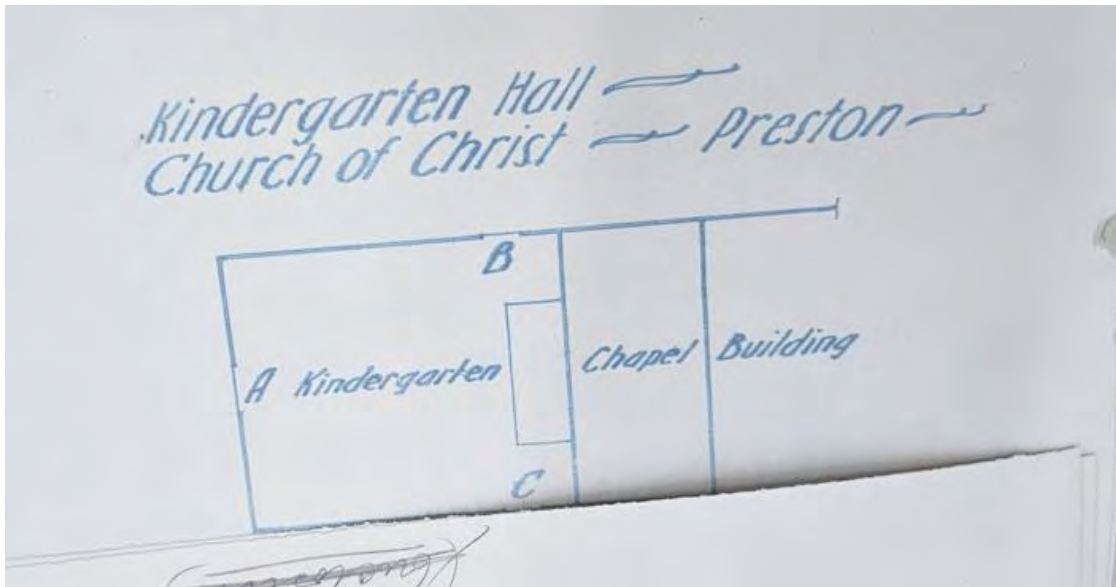 Kindergarten Hall
Church of Christ Preston
B
A Kindergarten
Chapel
Building
C